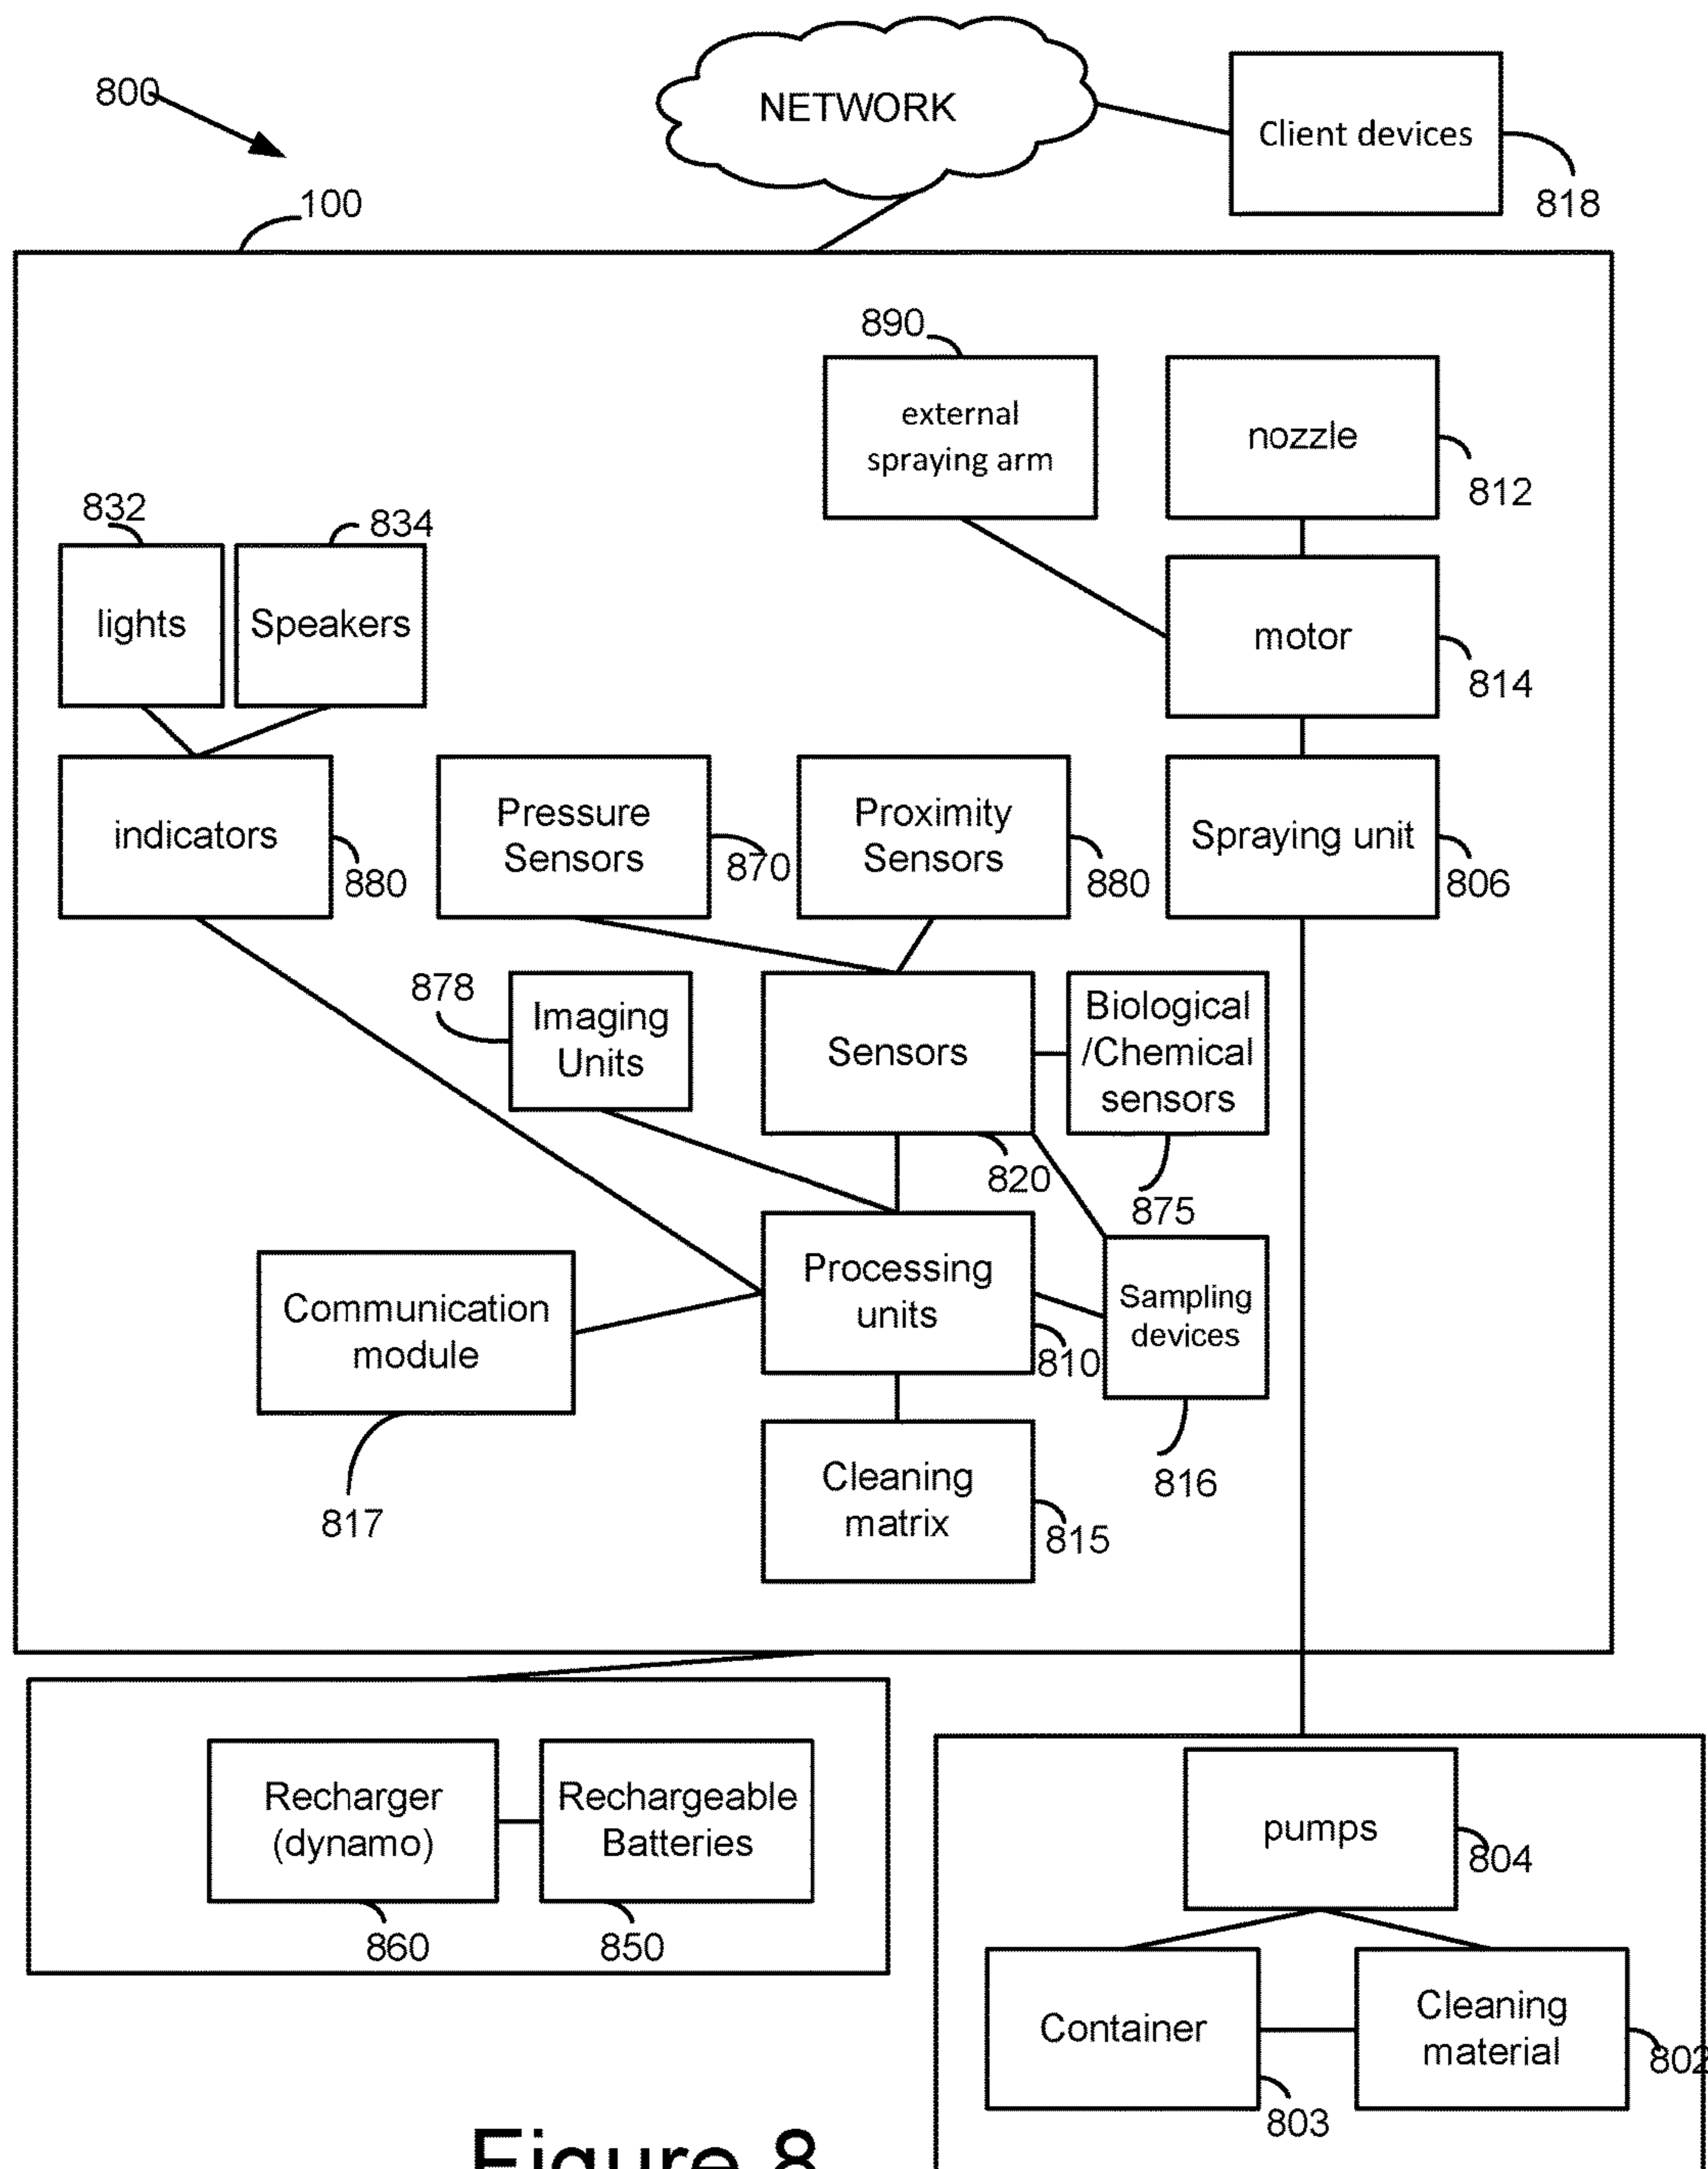 800
NETWORK
Client devices
818
100
890
external
spraying arm
nozzle
812
832
834
lights
Speakers
motor
814
indicators
880
Pressure
Sensors
870
Proximity
Sensors
880
Spraying unit
806
878
Imaging
Units
Sensors
820
Biological
/Chemical
sensors
875
Communication
module
817
Processing
units
810
Sampling
devices
816
Cleaning
matrix
815
Recharger
(dynamo)
860
Rechargeable
Batteries
850
pumps
804
Container
803
Cleaning
material
802
Figure 8